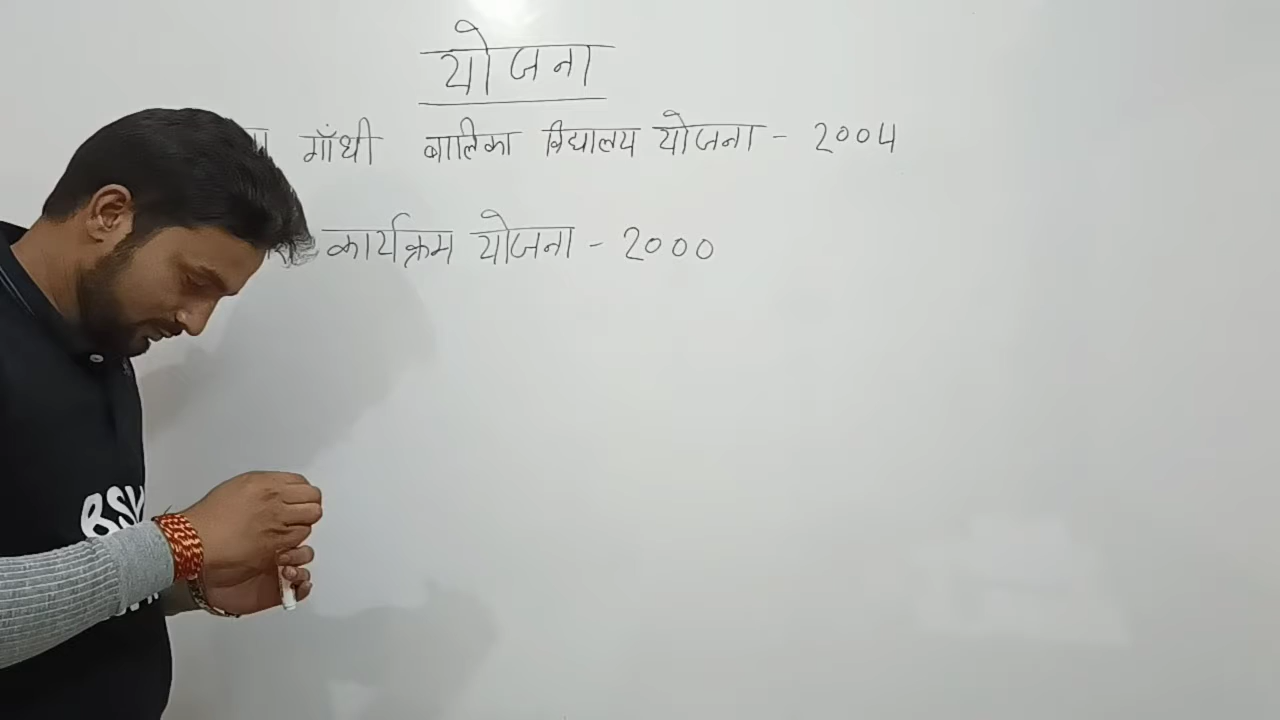 योजना
गाँधी बालिका विद्यालय योजना - 2004
कार्यक्रम योजना - 2000